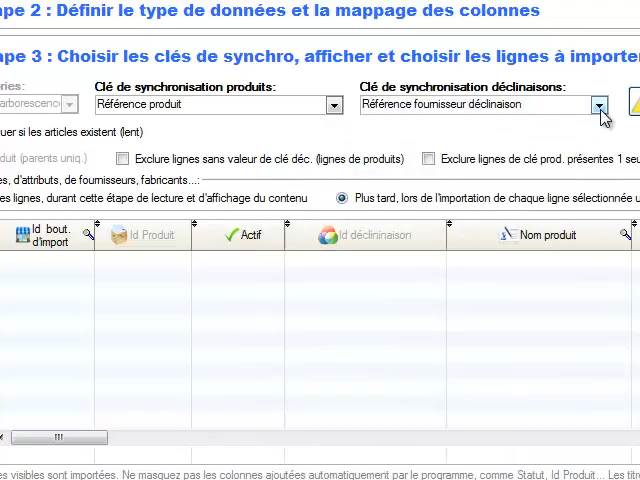 ape 2 : Définir le type de données et la mappage des colonnes
ape 3 : Choisir les clés de synchro, afficher et choisir les lignes à importer
ries: Clé de synchronisation produits: Clé de synchronisation déclinaisons:
arborescenc Référence produit Référence fournisseur déclinaison
uer si les articles existent (lent)
duit (parents uniq.) Exclure lignes sans valeur de clé déc. (lignes de produits) Exclure lignes de clé prod. présentes 1 seu
es, d'attributs, de fournisseurs, fabricants...:
es lignes, durant cette étape de lecture et d'affichage du contenu Plus tard, lors de l'importation de chaque ligne sélectionnée u
Id bout. d'import Id Produit Actif Id déclininaison Nom produit
es visibles sont importées. Ne masquez pas les colonnes ajoutées automatiquement par le programme, comme Statut, Id Produit... Les titre